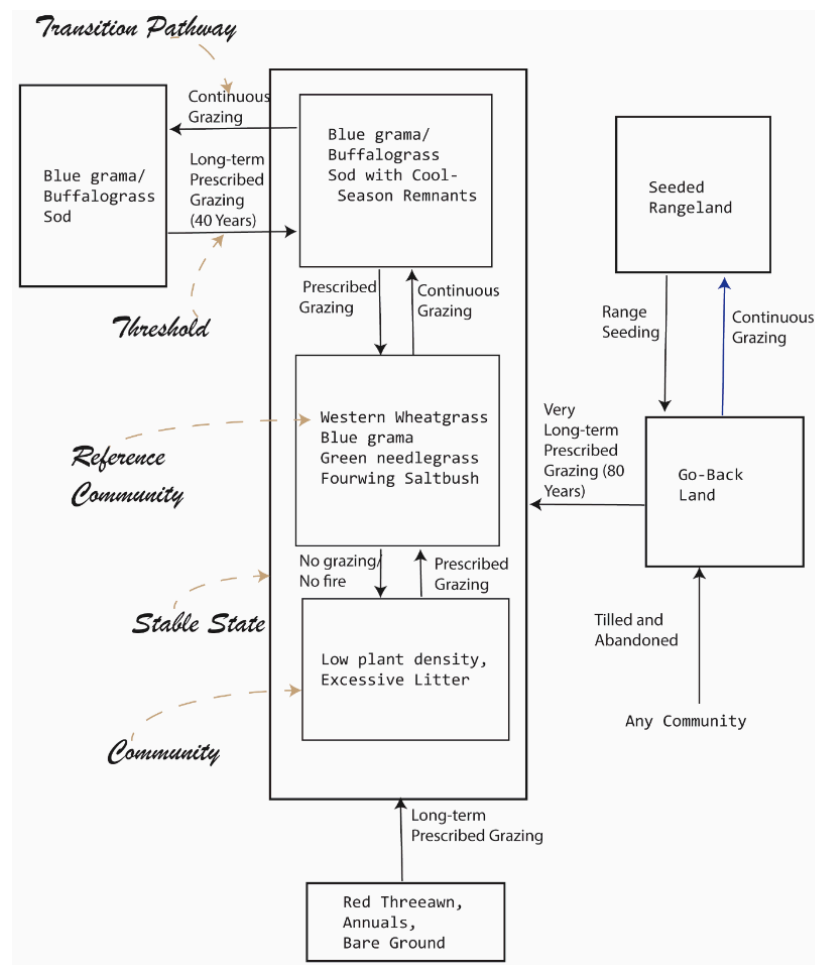 Transition Pathway
Continuous
Grazing
Blue grama/
Buffalograss
Sod
Long-term
Prescribed
Grazing
(40 Years)
Threshold
Blue grama/
Buffalograss
Sod with Cool-
Season Remnants
Prescribed
Grazing
Continuous
Grazing
Reference
Community
Western Wheatgrass
Blue grama
Green needlegrass
Fourwing Saltbush
No grazing/
No fire
Prescribed
Grazing
Stable State
Low plant density,
Excessive Litter
Community
Long-term
Prescribed Grazing
Red Threeawn,
Annuals,
Bare Ground
Seeded
Rangeland
Range
Seeding
Continuous
Grazing
Very
Long-term
Prescribed
Grazing (80
Years)
Go-Back
Land
Tilled and
Abandoned
Any Community